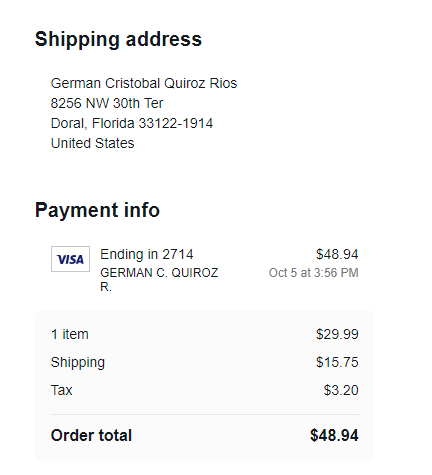 Shipping address
German Cristobal Quiroz Rios
8256 NW 30th Ter
Doral, Florida 33122-1914
United States
Payment info
VISA Ending in 2714 $48.94
GERMAN C. QUIROZ Oct 5 at 3:56 PM
R.
1 item $29.99
Shipping $15.75
Tax $3.20
Order total $48.94